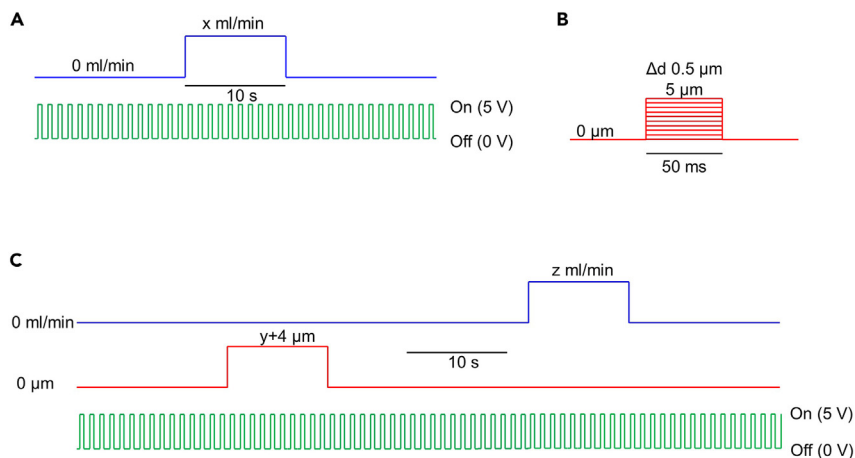 A
x ml/min
0 ml/min
10 s
On (5 V)
Off (0 V)
B
Δd 0.5 µm
5 µm
0 µm
50 ms
C
z ml/min
0 ml/min
y+4 µm
10 s
0 µm
On (5 V)
Off (0 V)